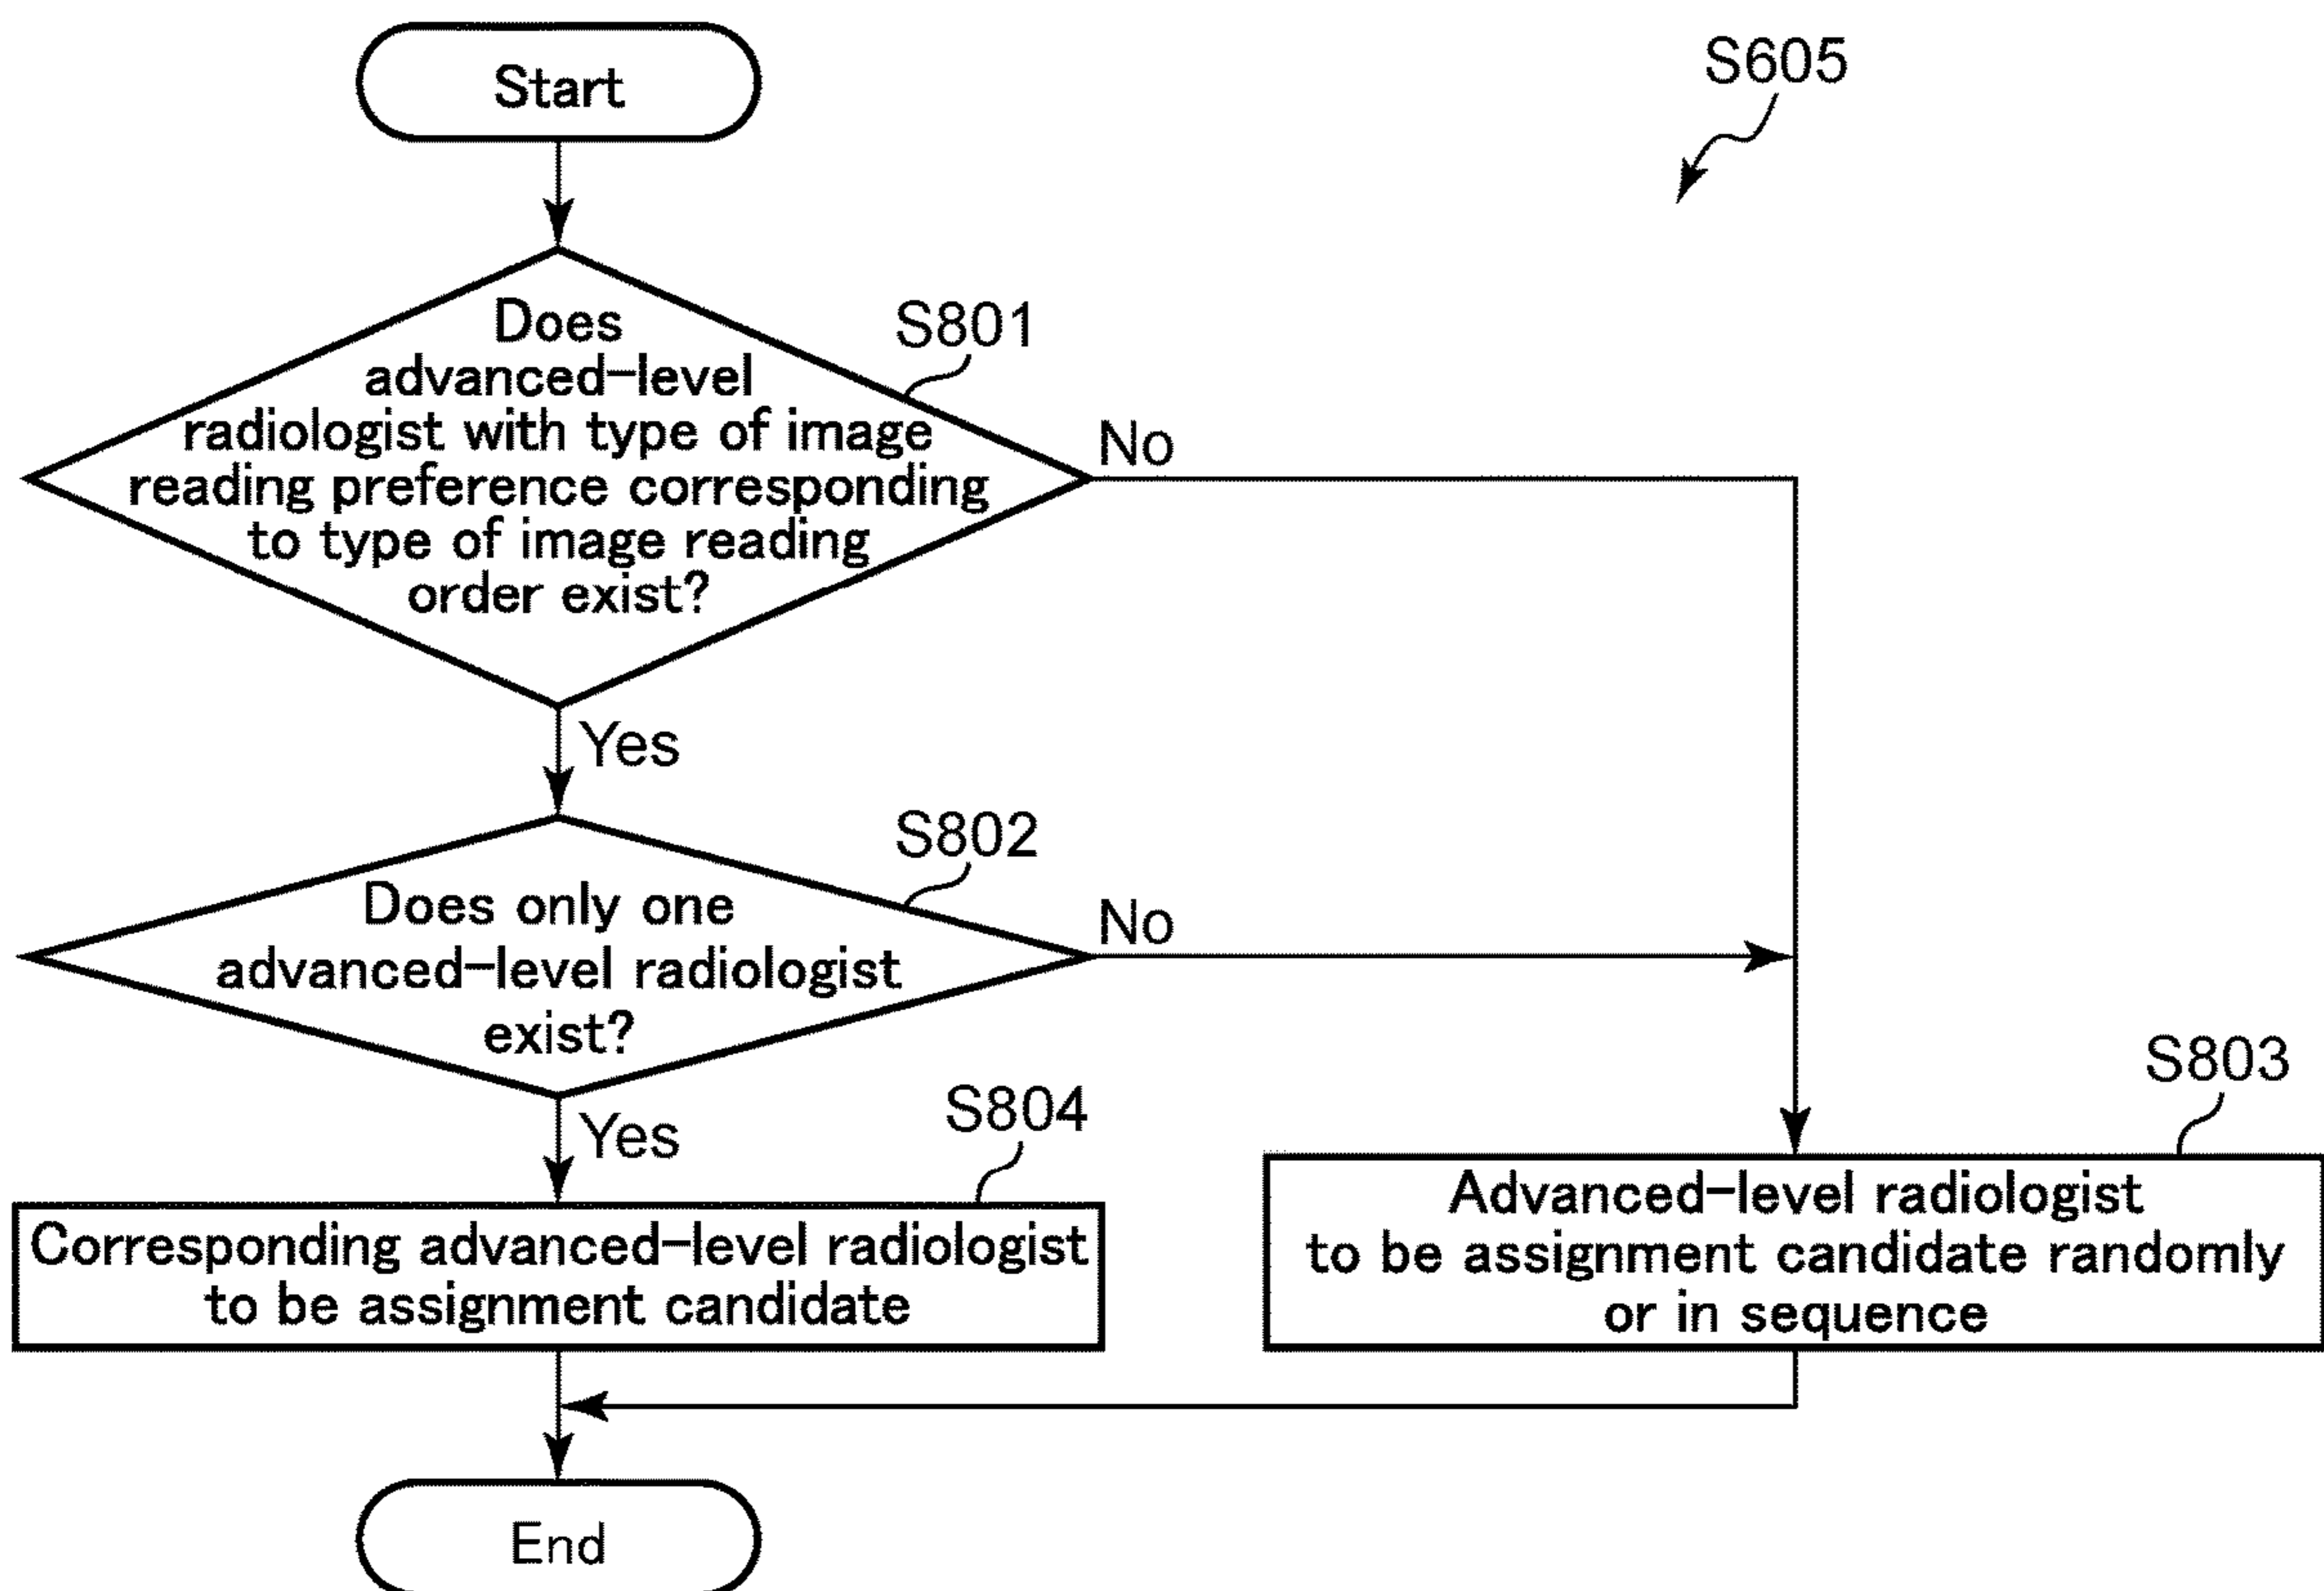 Start
S605
S801
Does
advanced-level
radiologist with type of image
reading preference corresponding
to type of image reading
order exist?
No
Yes
S802
Does only one
advanced-level radiologist
exist?
No
Yes
S804
Corresponding advanced-level radiologist
to be assignment candidate
S803
Advanced-level radiologist
to be assignment candidate randomly
or in sequence
End